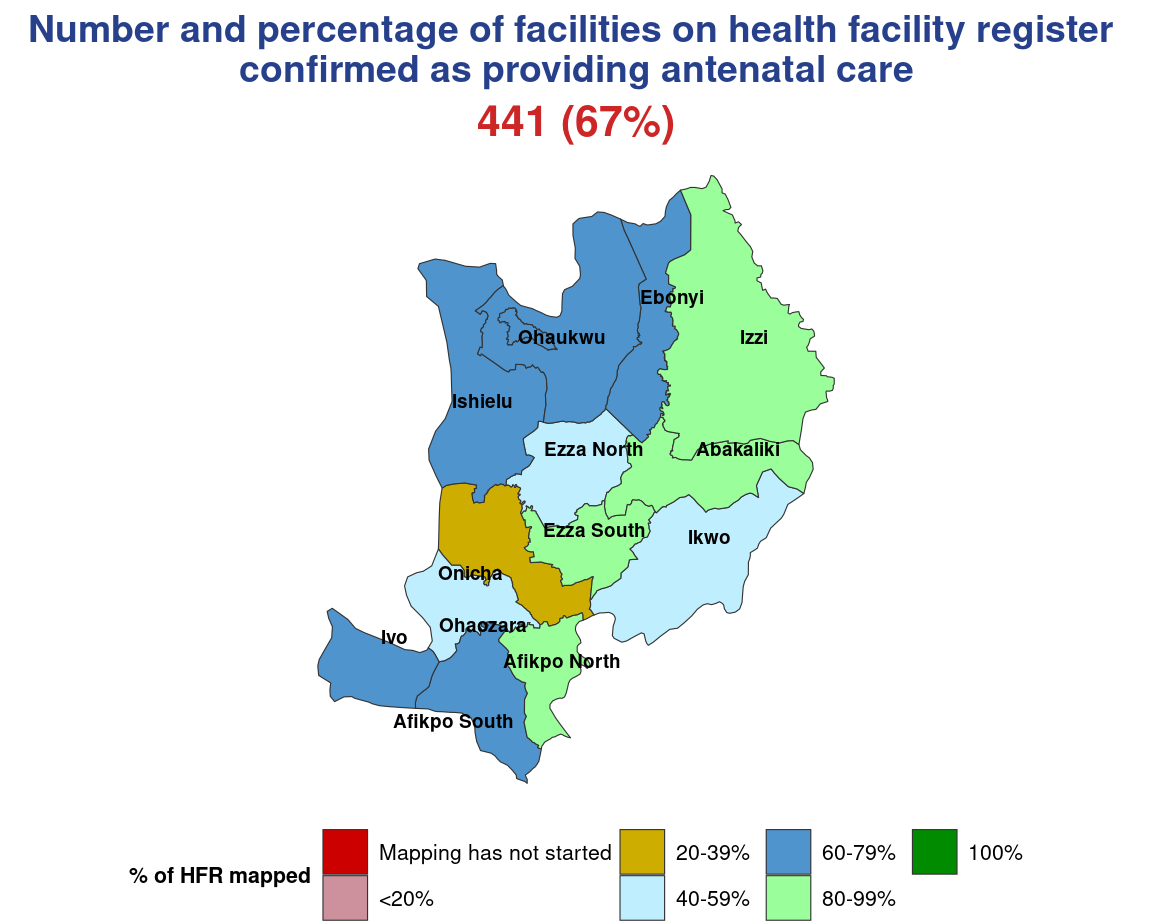 Number and percentage of facilities on health facility register
confirmed as providing antenatal care
441 (67%)
Ebonyi
Ohaukwu
Izzi
Ishielu
Ezza North
Abakaliki
Ezza South
Ikwo
Onicha
Ohaozara
Ivo
Afikpo North
Afikpo South
% of HFR mapped
Mapping has not started
<20%
20-39%
40-59%
60-79%
80-99%
100%